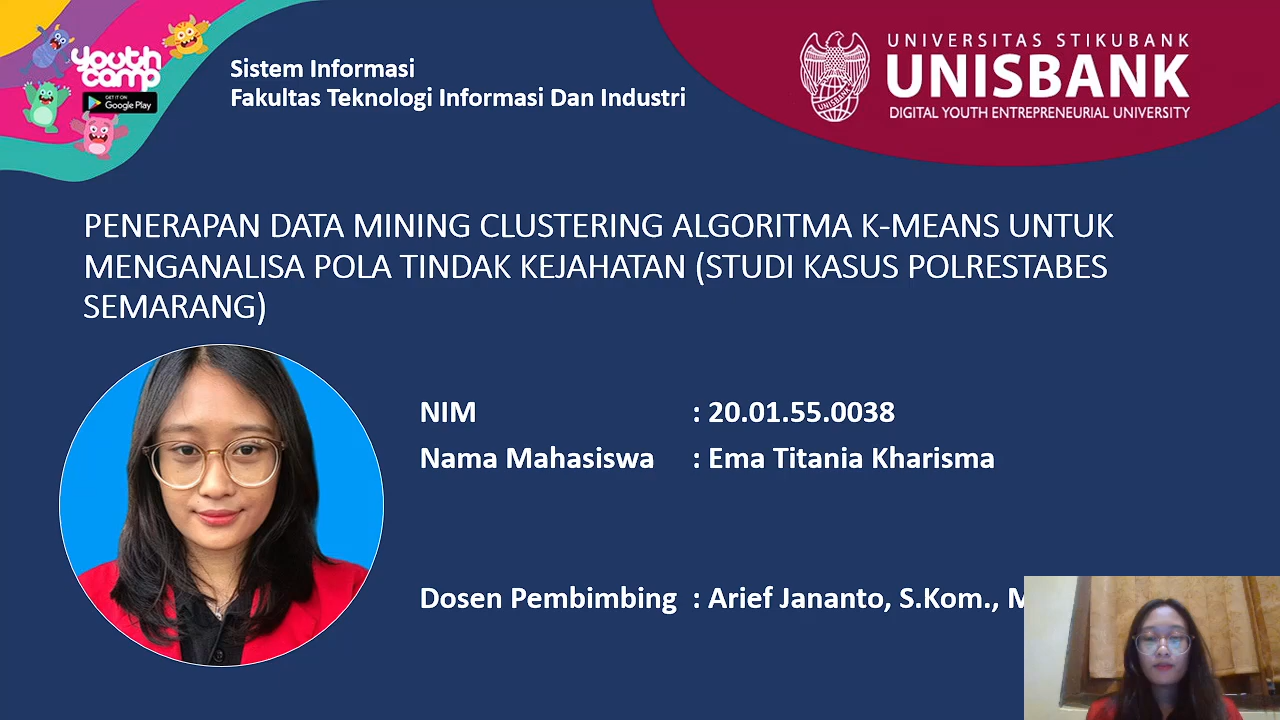 youth
camp
GET IT ON
Google Play
Sistem Informasi
Fakultas Teknologi Informasi Dan Industri
UNIVERSITAS STIKUBANK
UNISBANK
DIGITAL YOUTH ENTREPRENEURIAL UNIVERSITY
UNISBANK
PENERAPAN DATA MINING CLUSTERING ALGORITMA K-MEANS UNTUK
MENGANALISA POLA TINDAK KEJAHATAN (STUDI KASUS POLRESTABES
SEMARANG)
NIM : 20.01.55.0038
Nama Mahasiswa : Ema Titania Kharisma
Dosen Pembimbing : Arief Jananto, S.Kom.,